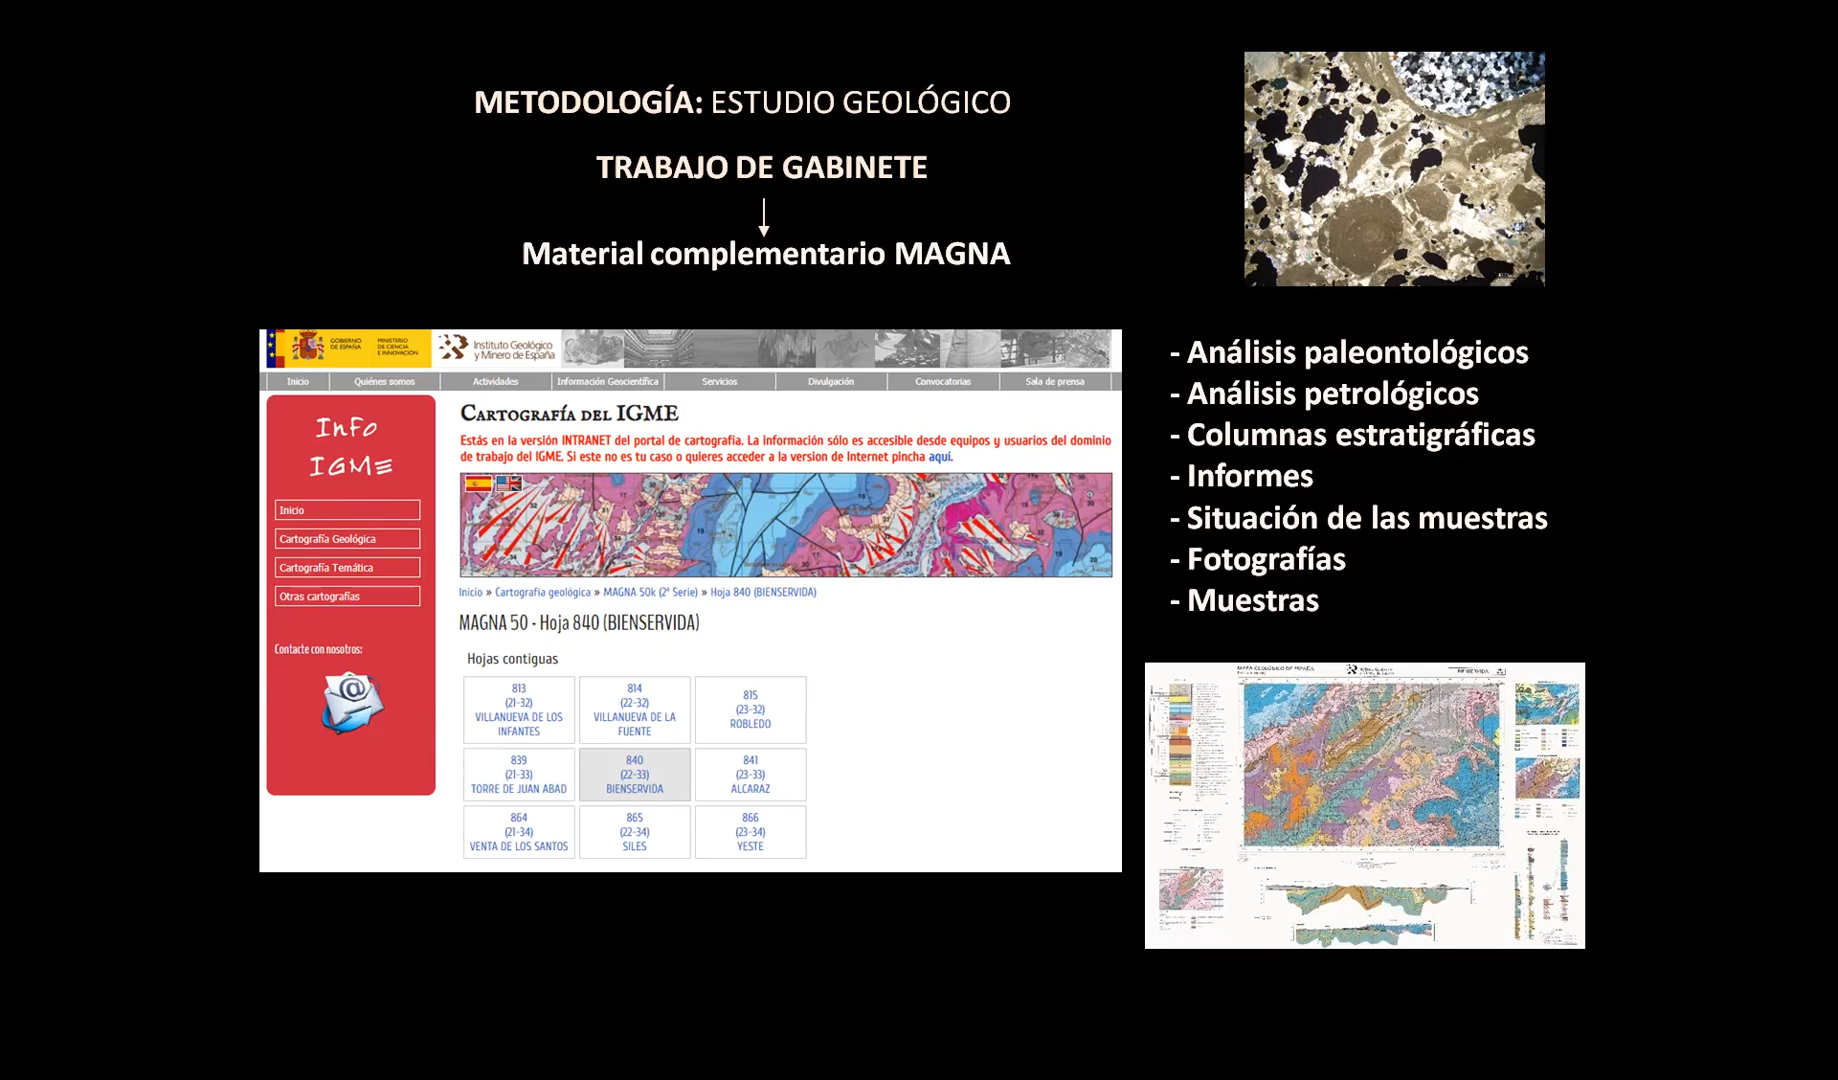 METODOLOGÍA: ESTUDIO GEOLÓGICO
TRABAJO DE GABINETE
Material complementario MAGNA
GOBIERNO
DE ESPAÑA
MINISTERIO
DE CIENCIA
E INNOVACIÓN
Instituto Geológico
y Minero de España
Inicio
Quiénes somos
Actividades
Información Geocientífica
Servicios
Divulgación
Convocatorias
Sala de prensa
InFo
IGME
Inicio
Cartografía Geológica
Cartografía Temática
Otras cartografías
Contacte con nosotros:
Cartografía del IGME
Estás en la versión INTRANET del portal de cartografía. La información sólo es accesible desde equipos y usuarios del dominio
de trabajo del IGME. Si este no es tu caso o quieres acceder a la version de Internet pincha aquí.
Inicio » Cartografía geológica » MAGNA 50k (2ª Serie) » Hoja 840 (BIENSERVIDA)
MAGNA 50 - Hoja 840 (BIENSERVIDA)
Hojas contiguas
813
(21-32)
VILLANUEVA DE LOS
INFANTES
814
(22-32)
VILLANUEVA DE LA
FUENTE
815
(23-32)
ROBLEDO
839
(21-33)
TORRE DE JUAN ABAD
840
(22-33)
BIENSERVIDA
841
(23-33)
ALCARAZ
864
(21-34)
VENTA DE LOS SANTOS
865
(22-34)
SILES
866
(23-34)
YESTE
- Análisis paleontológicos
- Análisis petrológicos
- Columnas estratigráficas
- Informes
- Situación de las muestras
- Fotografías
- Muestras
MAPA GEOLÓGICO DE ESPAÑA
BIENSERVIDA